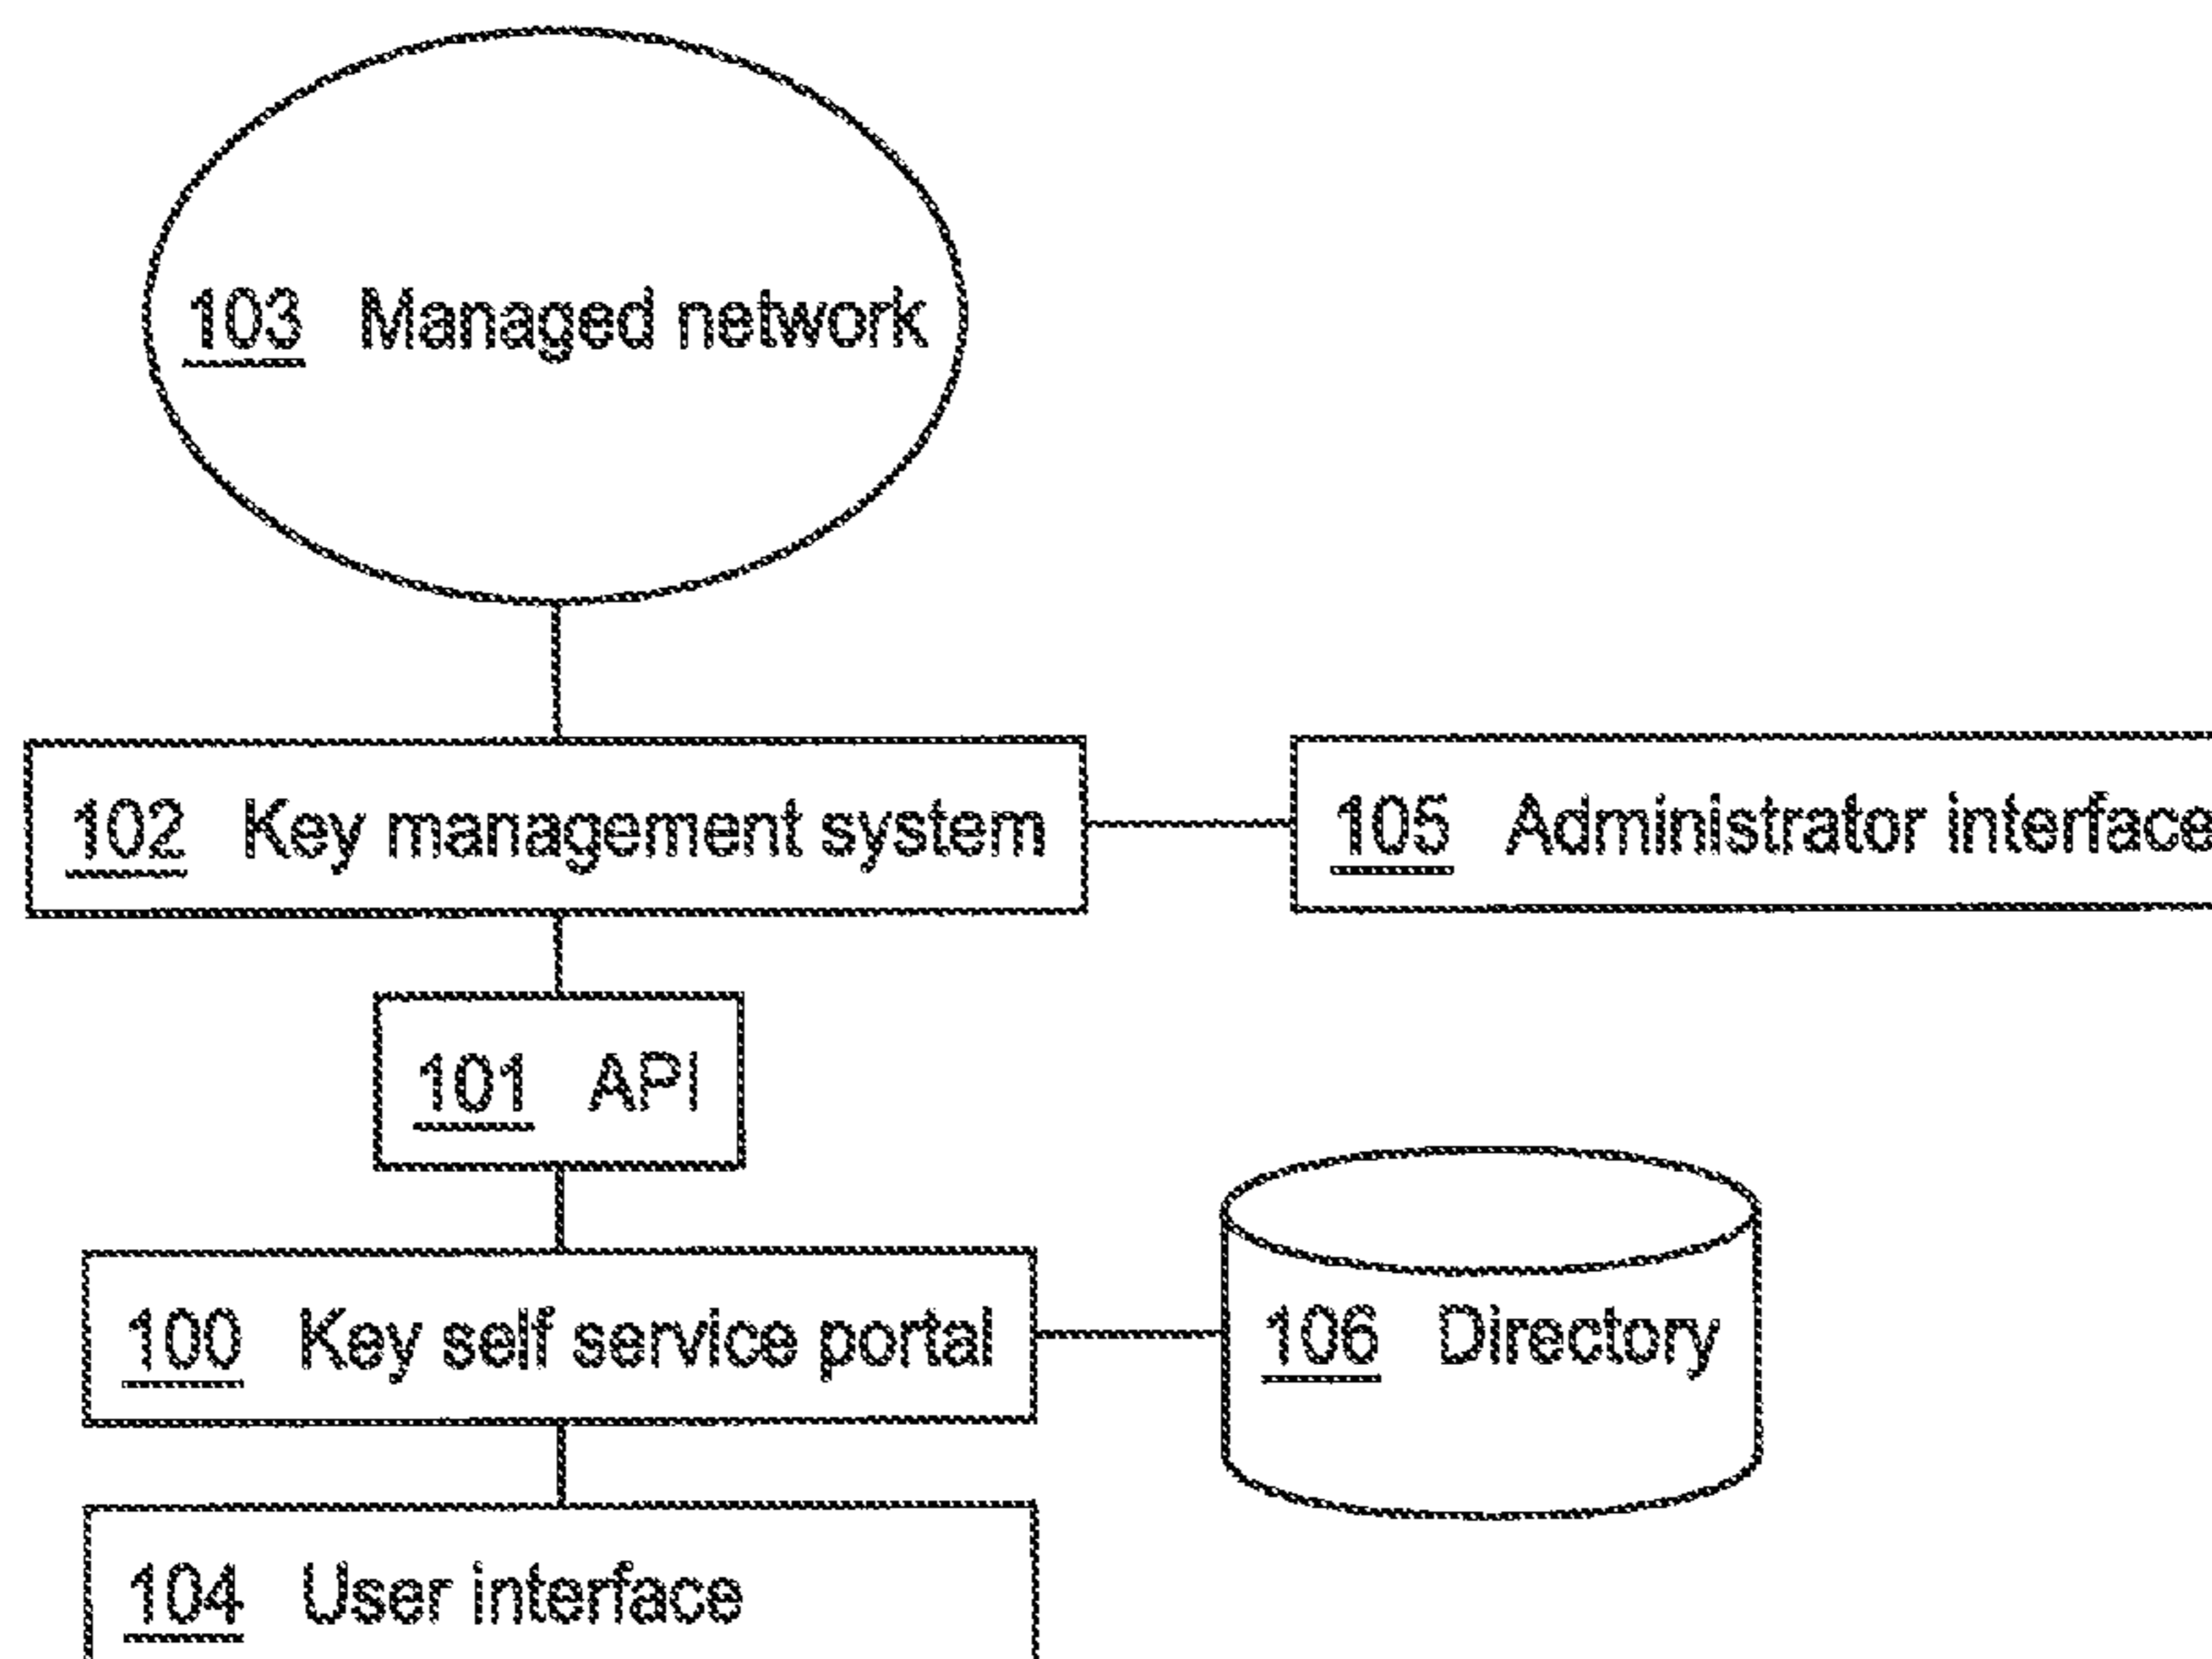 103 Managed network
102 Key management system
105 Administrator interface
101 API
100 Key self service portal
106 Directory
104 User interface